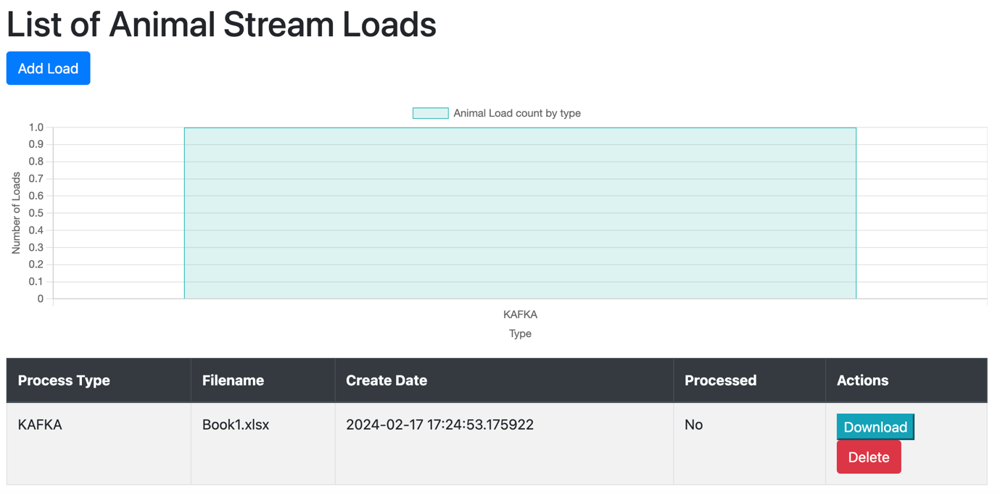 List of Animal Stream Loads
Add Load
Animal Load count by type
1.0
0.9
0.8
0.7
0.6
0.5
0.4
0.3
0.2
0.1
0
Number of Loads
KAFKA
Type
Process Type Filename Create Date Processed Actions
KAFKA Book1.xlsx 2024-02-17 17:24:53.175922 No Download
Delete